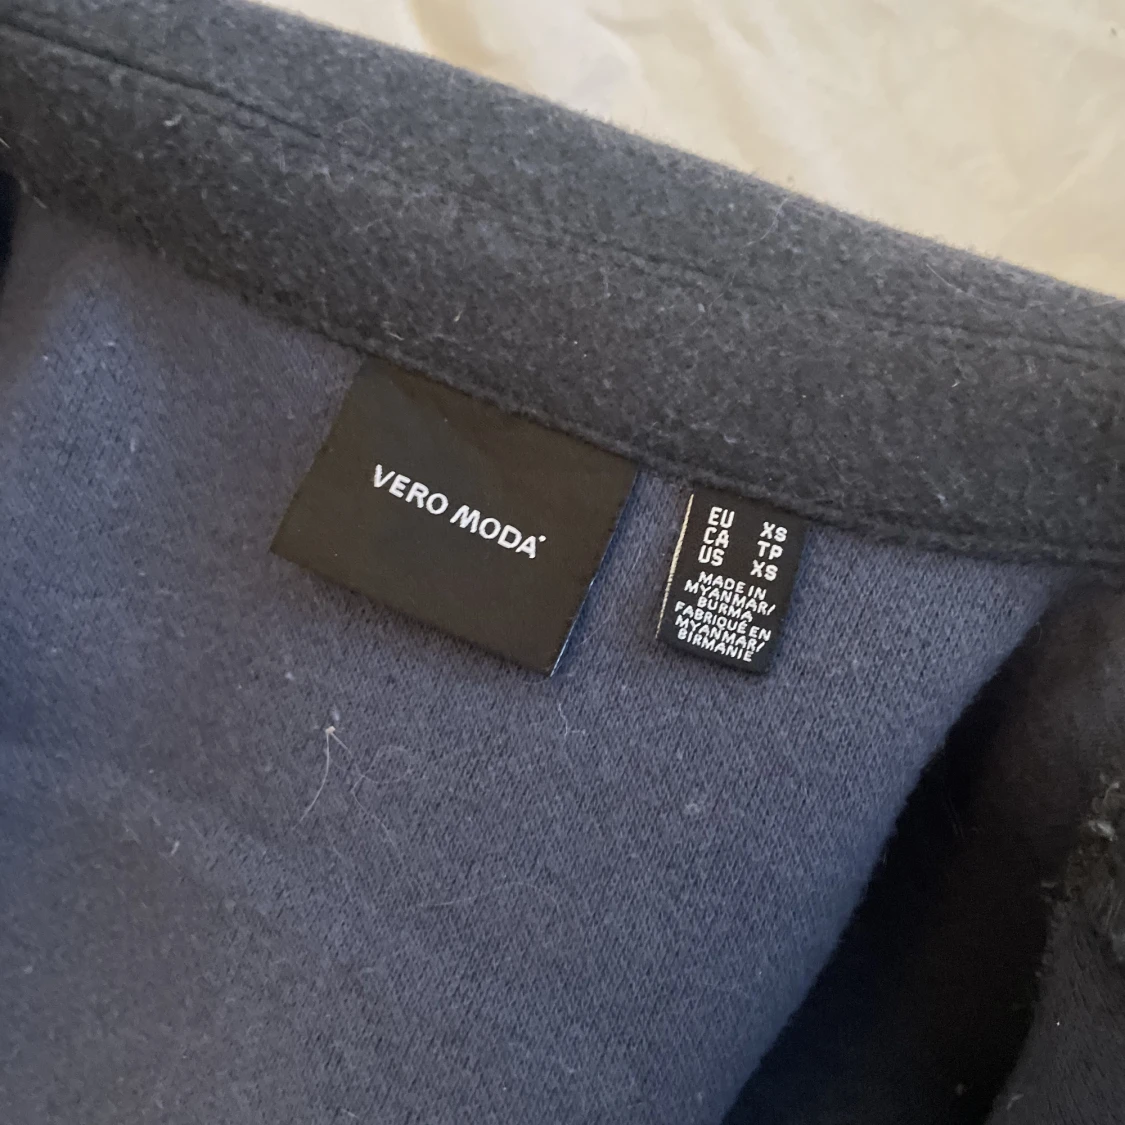 VERO MODA
EU XS
CA TP
US XS
MADE IN
MYANMAR/
BURMA
FABRIQUÉ EN
MYANMAR/
BIRMANIE